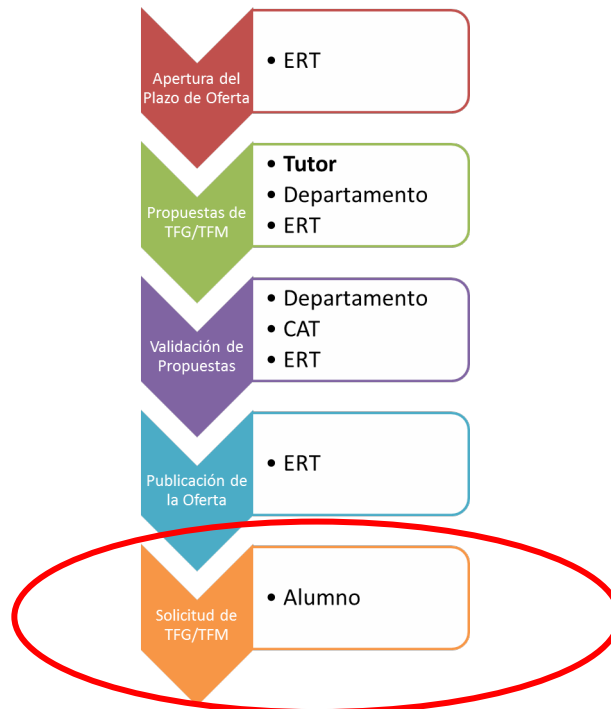 Apertura del
Plazo de Oferta
• ERT
Propuestas de
TFG/TFM
• Tutor
• Departamento
• ERT
Validación de
Propuestas
• Departamento
• CAT
• ERT
Publicación de
la Oferta
• ERT
Solicitud de
TFG/TFM
• Alumno